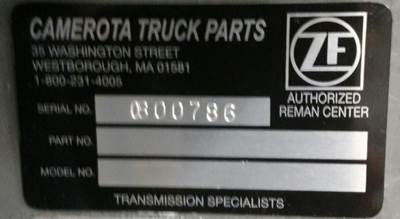 CAMEROTA TRUCK PARTS
35 WASHINGTON STREET
WESTBOROUGH, MA 01581
1-800-231-4005
ZF
AUTHORIZED
REMAN CENTER
SERIAL NO. 0800786
PART NO.
MODEL NO.
TRANSMISSION SPECIALISTS